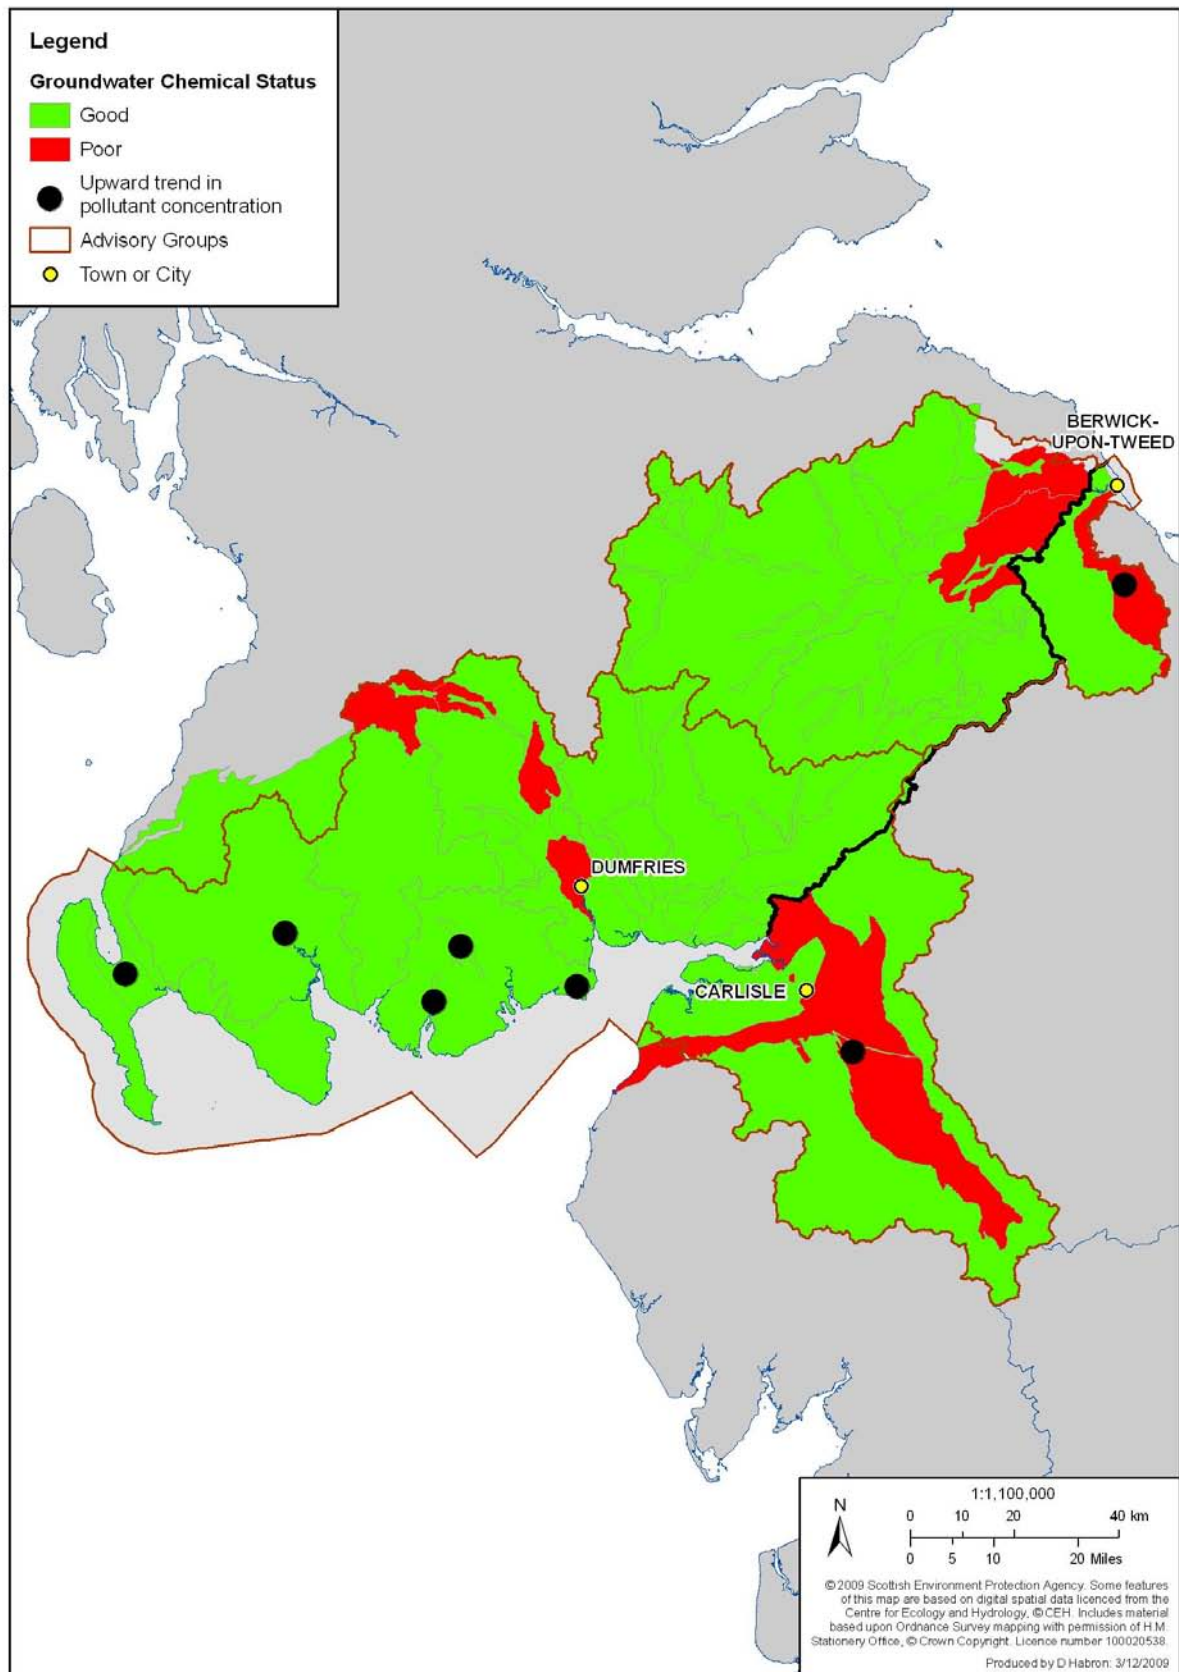 Legend
Groundwater Chemical Status
Good
Poor
Upward trend in
pollutant concentration
Advisory Groups
Town or City
BERWICK-
UPON-TWEED
DUMFRIES
CARLISLE
N
1:1,100,000
0 10 20 40 km
0 5 10 20 Miles
© 2009 Scottish Environment Protection Agency. Some features
of this map are based on digital spatial data licenced from the
Centre for Ecology and Hydrology, © CEH. Includes material
based upon Ordnance Survey mapping with permission of H.M.
Stationery Office, © Crown Copyright. Licence number 100020538.
Produced by D Habron: 3/12/2009